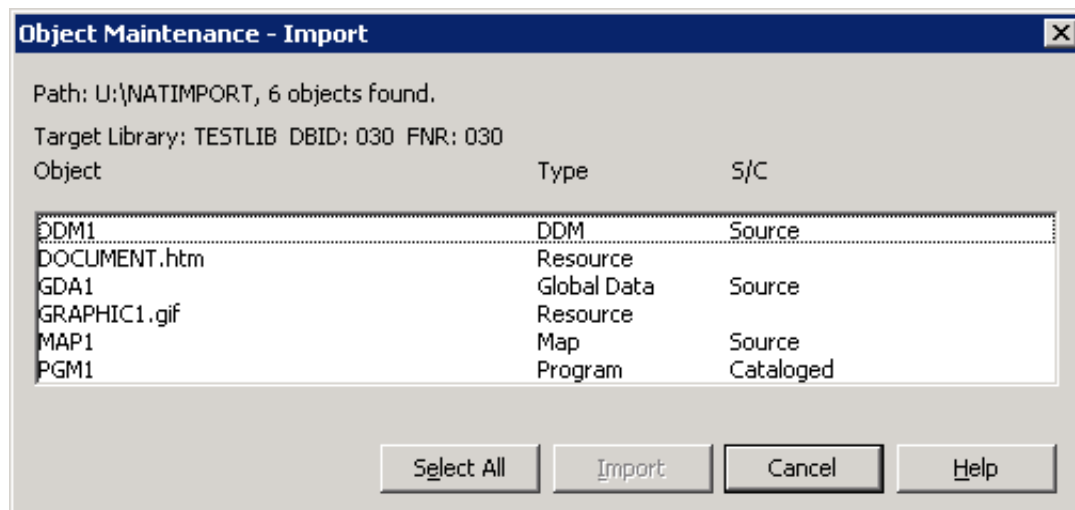 Object Maintenance - Import
Path: U:\NATIMPORT, 6 objects found.
Target Library: TESTLIB DBID: 030 FNR: 030
Object Type S/C
DDM1 DDM Source
DOCUMENT.htm Resource
GDA1 Global Data Source
GRAPHIC1.gif Resource
MAP1 Map Source
PGM1 Program Cataloged
Select All Import Cancel Help